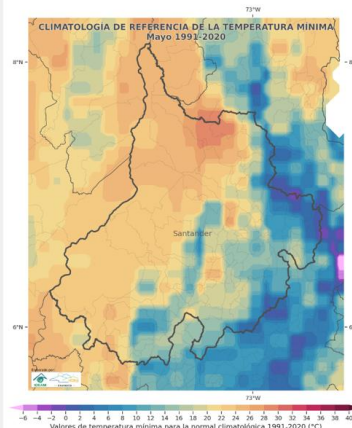 73°W
CLIMATOLOGIA DE REFERENCIA DE LA TEMPERATURA MÍNIMA
Mayo 1991-2020
8°N
8
Santander
6°N
6
73°W
-6 -4 -2 0 2 4 6 8 10 12 14 16 18 20 22 24 26 28 30 32 34 36 38 40
Valores de temperatura mínima para la normal climatológica 1991-2020 (°C)